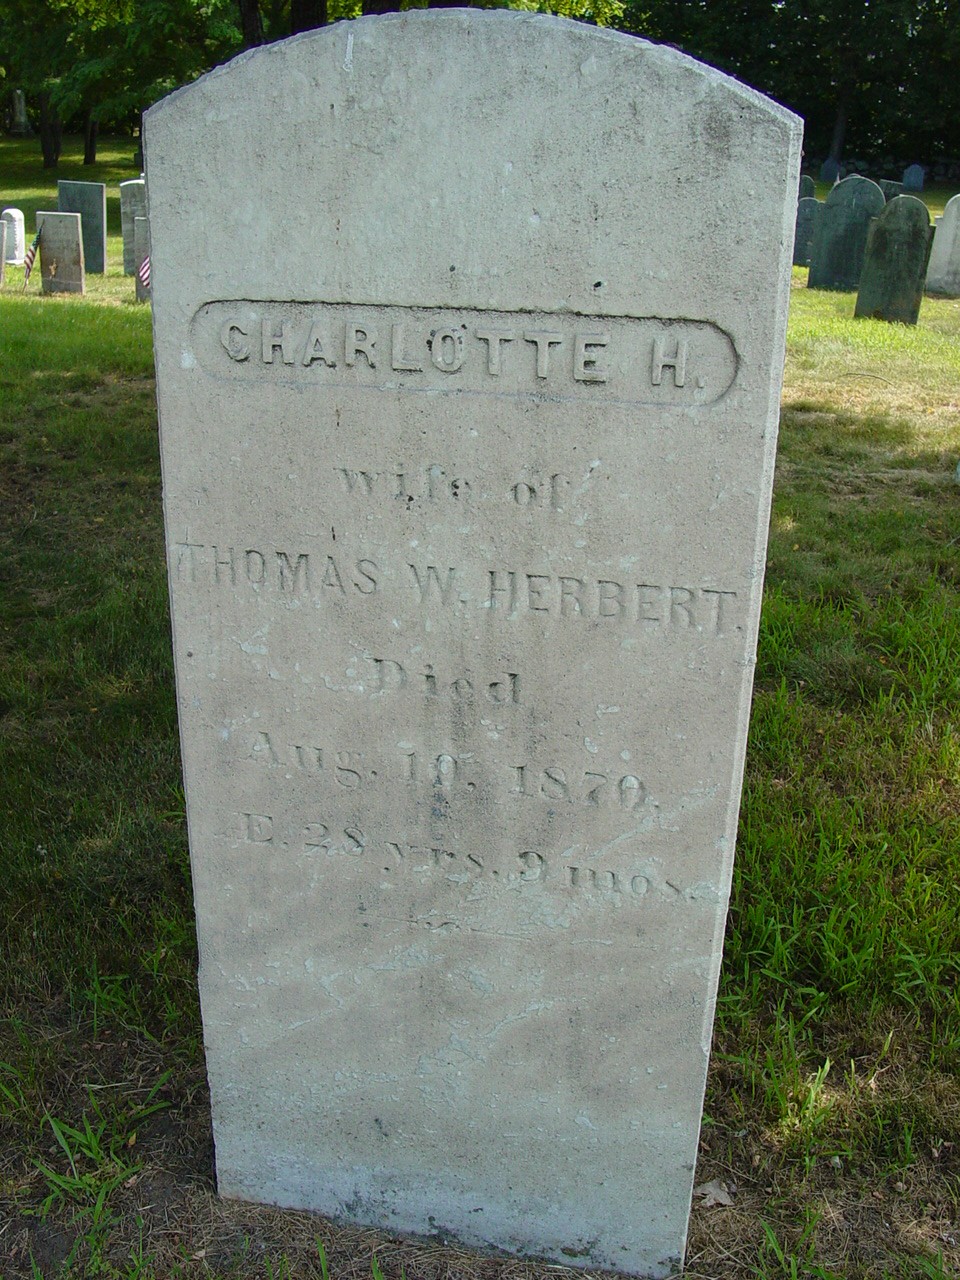 CHARLOTTE H.
wife of
THOMAS W. HERBERT.
Died
Aug. 10, 1870.
Æ. 28 yrs. 9 mos.